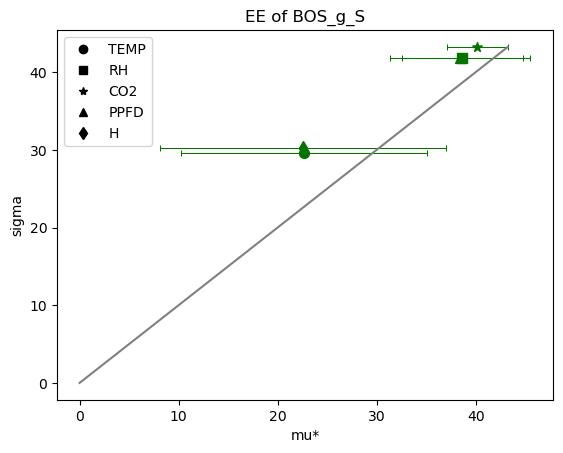 EE of BOS_g_S
TEMP
RH
CO2
PPFD
H
sigma
40
30
20
10
0
0 10 20 30 40
mu*